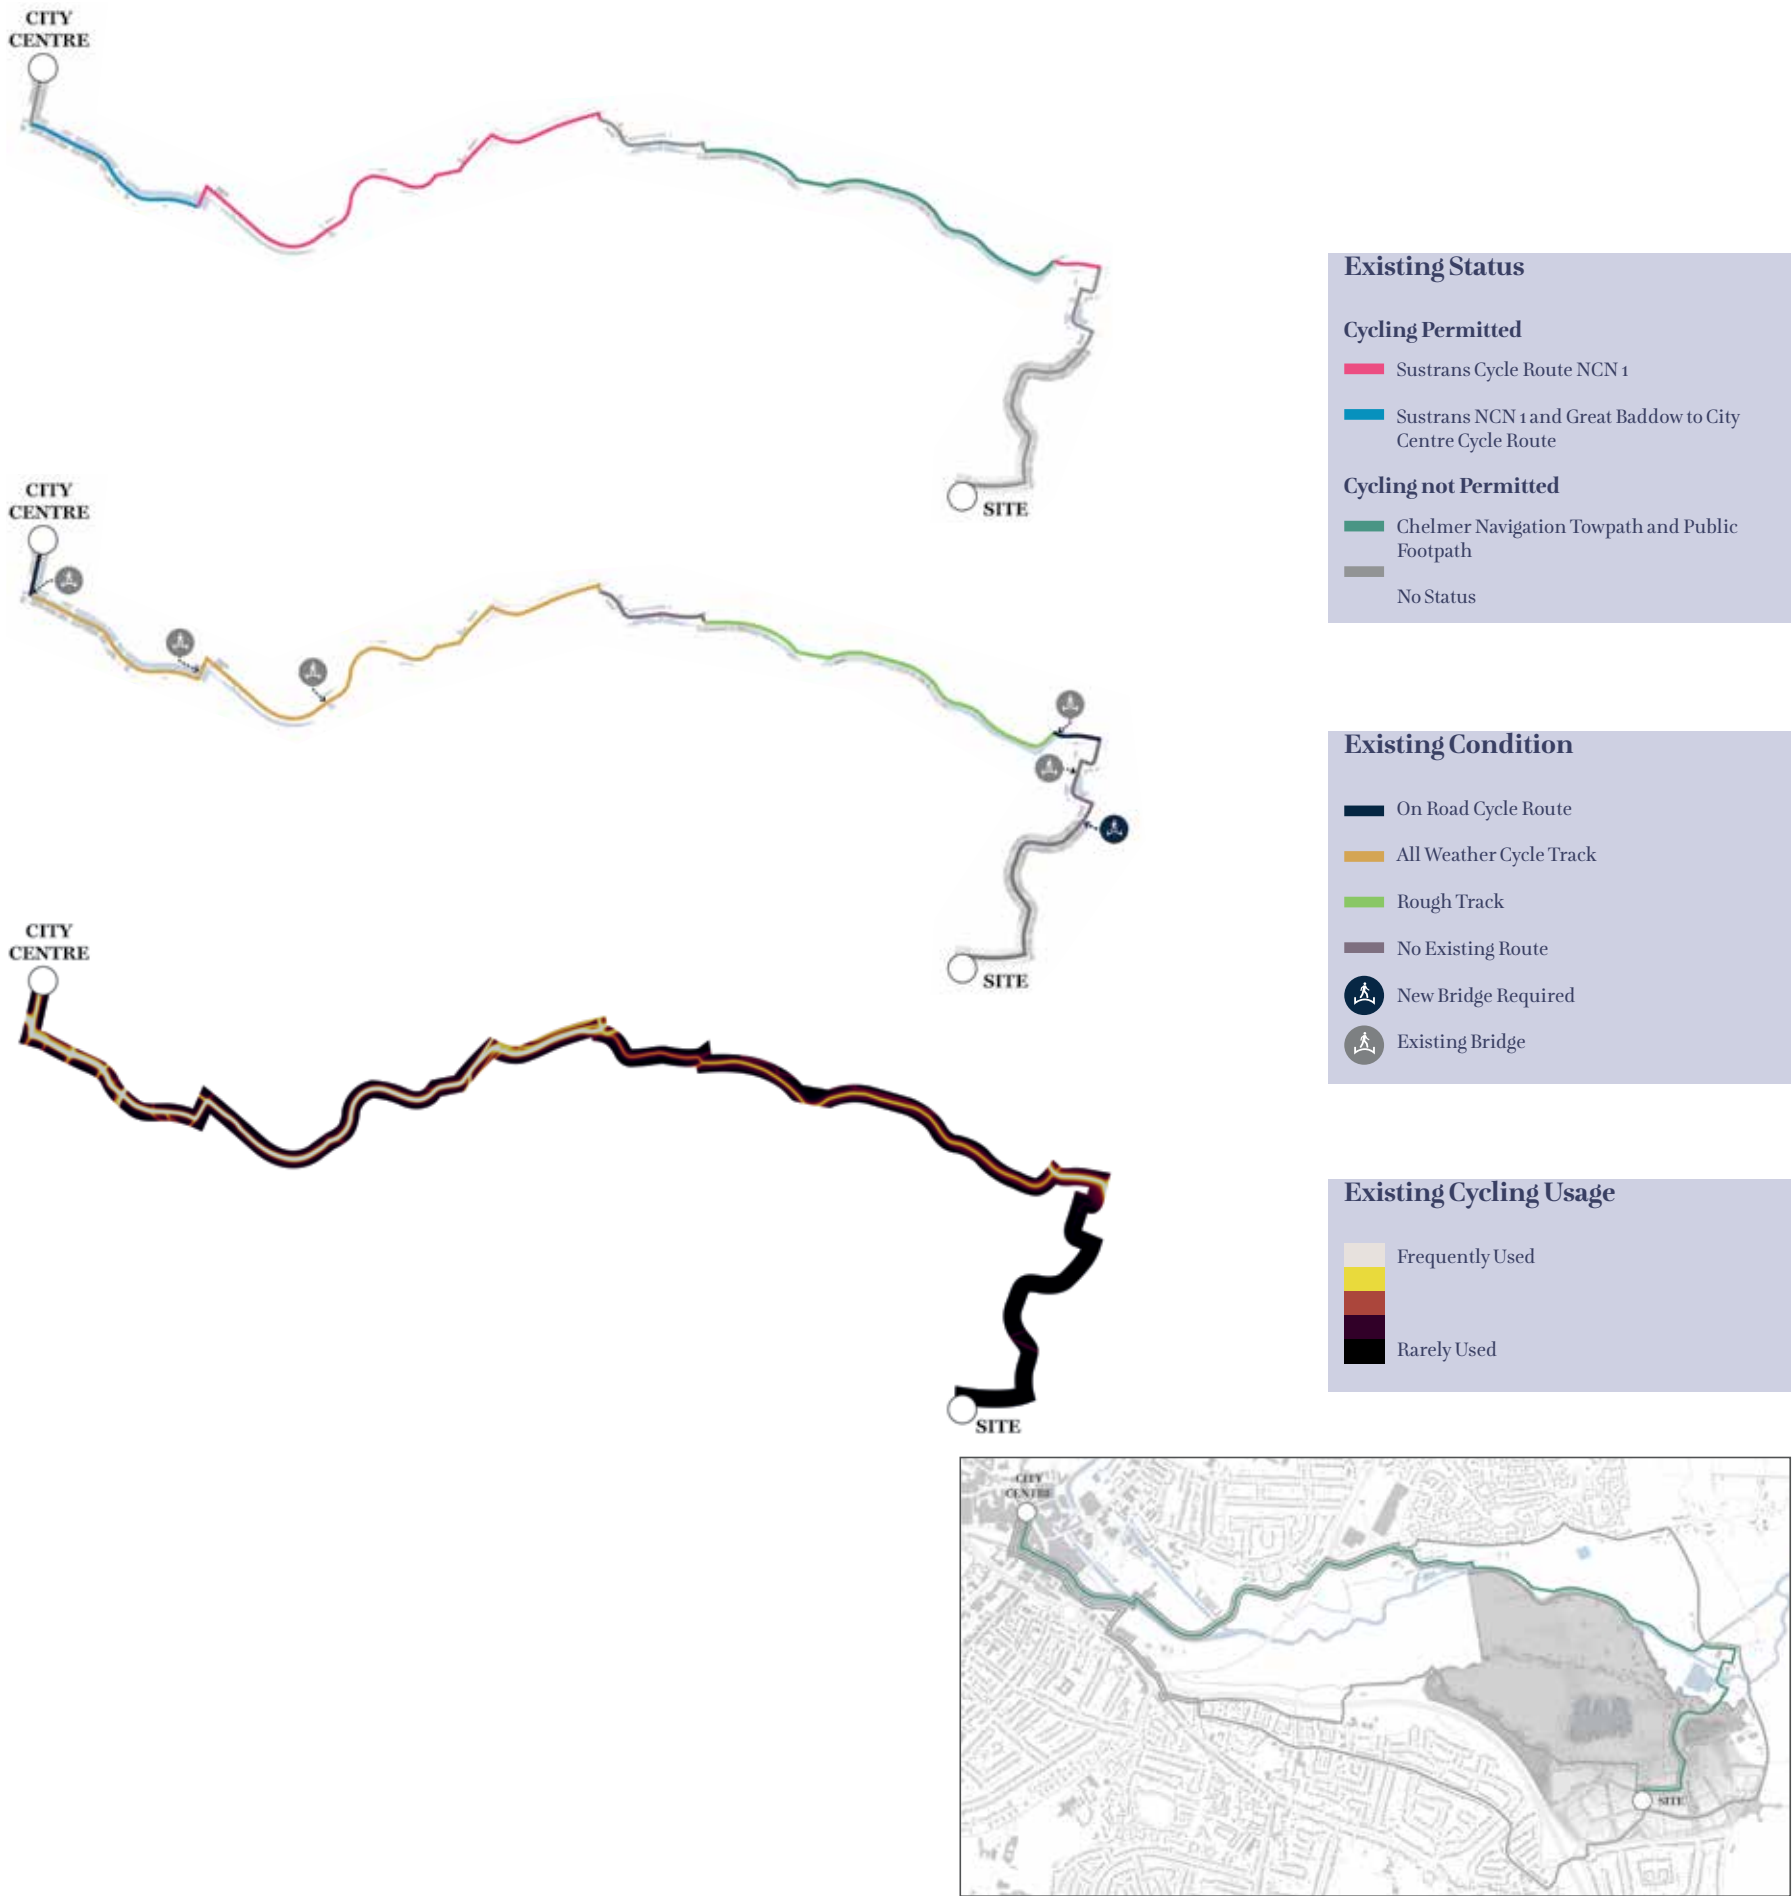 CITY
CENTRE
SITE
Existing Status
Cycling Permitted
Sustrans Cycle Route NCN 1
Sustrans NCN 1 and Great Baddow to City
Centre Cycle Route
Cycling not Permitted
Chelmer Navigation Towpath and Public
Footpath
No Status
CITY
CENTRE
SITE
Existing Condition
On Road Cycle Route
All Weather Cycle Track
Rough Track
No Existing Route
New Bridge Required
Existing Bridge
CITY
CENTRE
SITE
Existing Cycling Usage
Frequently Used
Rarely Used
CITY
CENTRE
SITE